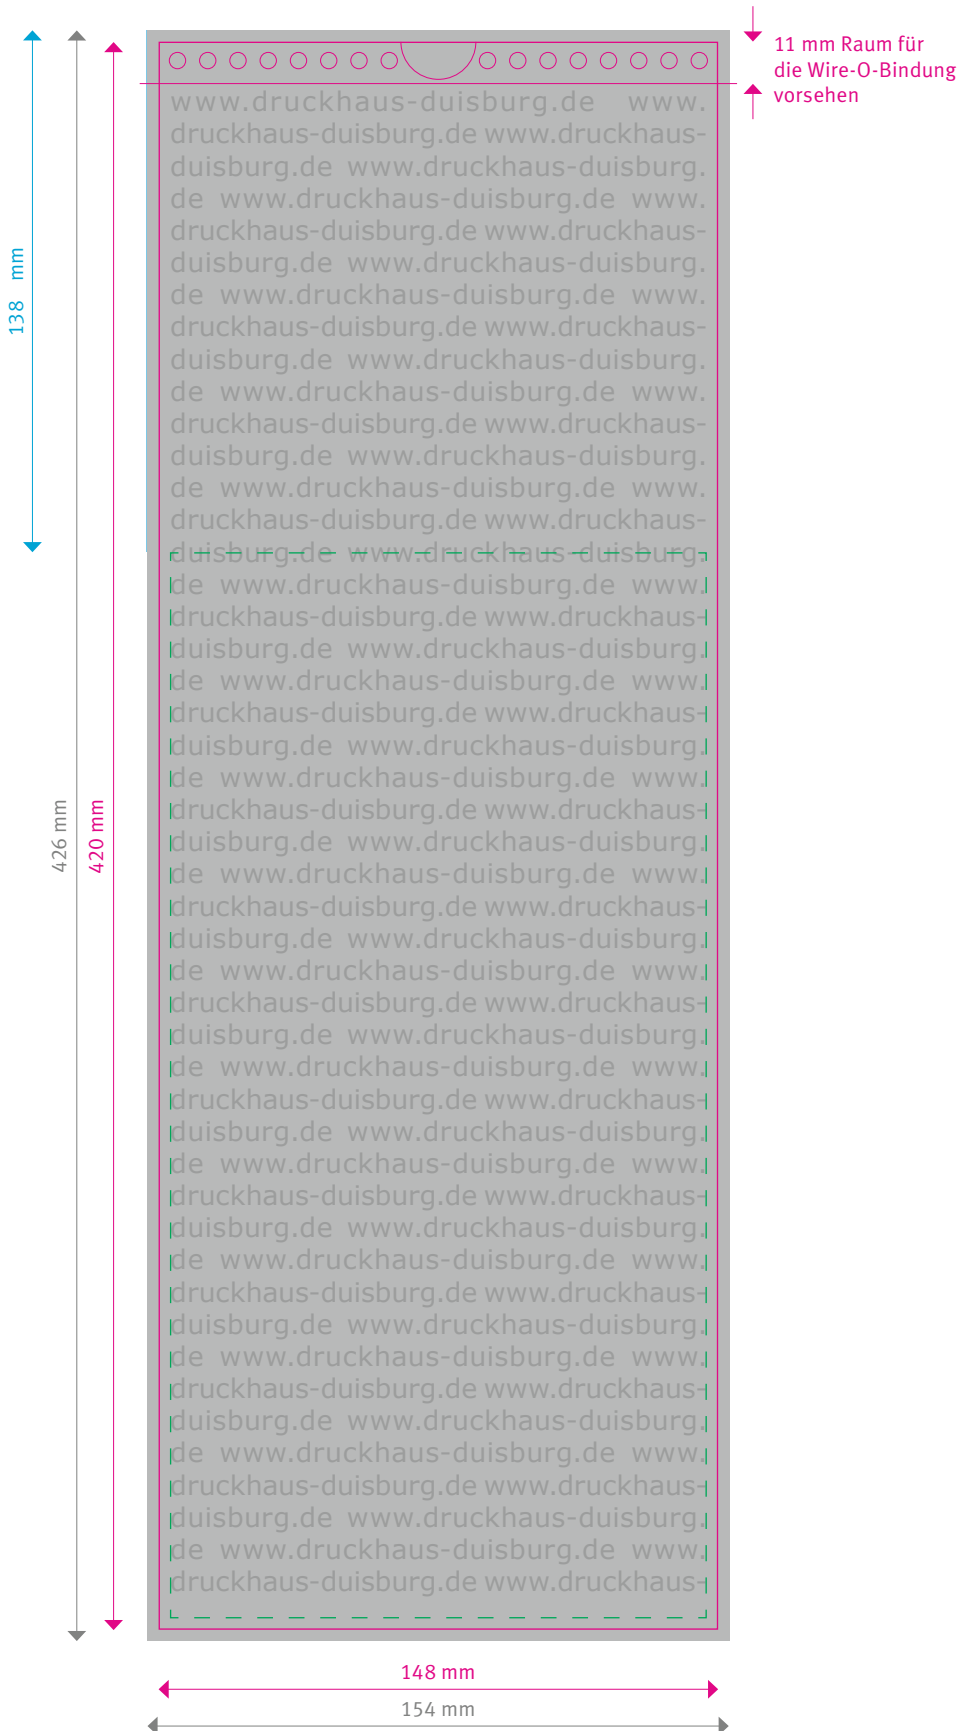 11 mm Raum für
die Wire-O-Bindung
vorsehen
www.druckhaus-duisburg.de www.
druckhaus-duisburg.de www.druckhaus-
duisburg.de www.druckhaus-duisburg.
de www.druckhaus-duisburg.de www.
druckhaus-duisburg.de www.druckhaus-
duisburg.de www.druckhaus-duisburg.
de www.druckhaus-duisburg.de www.
druckhaus-duisburg.de www.druckhaus-
duisburg.de www.druckhaus-duisburg.
de www.druckhaus-duisburg.de www.
druckhaus-duisburg.de www.druckhaus-
duisburg.de www.druckhaus-duisburg.
de www.druckhaus-duisburg.de www.
druckhaus-duisburg.de www.druckhaus-
duisburg.de www.druckhaus-duisburg.
de www.druckhaus-duisburg.de www.
druckhaus-duisburg.de www.druckhaus-
duisburg.de www.druckhaus-duisburg.
de www.druckhaus-duisburg.de www.
druckhaus-duisburg.de www.druckhaus-
duisburg.de www.druckhaus-duisburg.
de www.druckhaus-duisburg.de www.
druckhaus-duisburg.de www.druckhaus-
duisburg.de www.druckhaus-duisburg.
de www.druckhaus-duisburg.de www.
druckhaus-duisburg.de www.druckhaus-
duisburg.de www.druckhaus-duisburg.
de www.druckhaus-duisburg.de www.
druckhaus-duisburg.de www.druckhaus-
duisburg.de www.druckhaus-duisburg.
de www.druckhaus-duisburg.de www.
druckhaus-duisburg.de www.druckhaus-
duisburg.de www.druckhaus-duisburg.
de www.druckhaus-duisburg.de www.
druckhaus-duisburg.de www.druckhaus-
duisburg.de www.druckhaus-duisburg.
de www.druckhaus-duisburg.de www.
druckhaus-duisburg.de www.druckhaus-
duisburg.de www.druckhaus-duisburg.
de www.druckhaus-duisburg.de www.
druckhaus-duisburg.de www.druckhaus-
duisburg.de www.druckhaus-duisburg.
de www.druckhaus-duisburg.de www.
druckhaus-duisburg.de www.druckhaus-
duisburg.de www.druckhaus-duisburg.
de www.druckhaus-duisburg.de www.
druckhaus-duisburg.de www.druckhaus-
138 mm
426 mm
420 mm
148 mm
154 mm